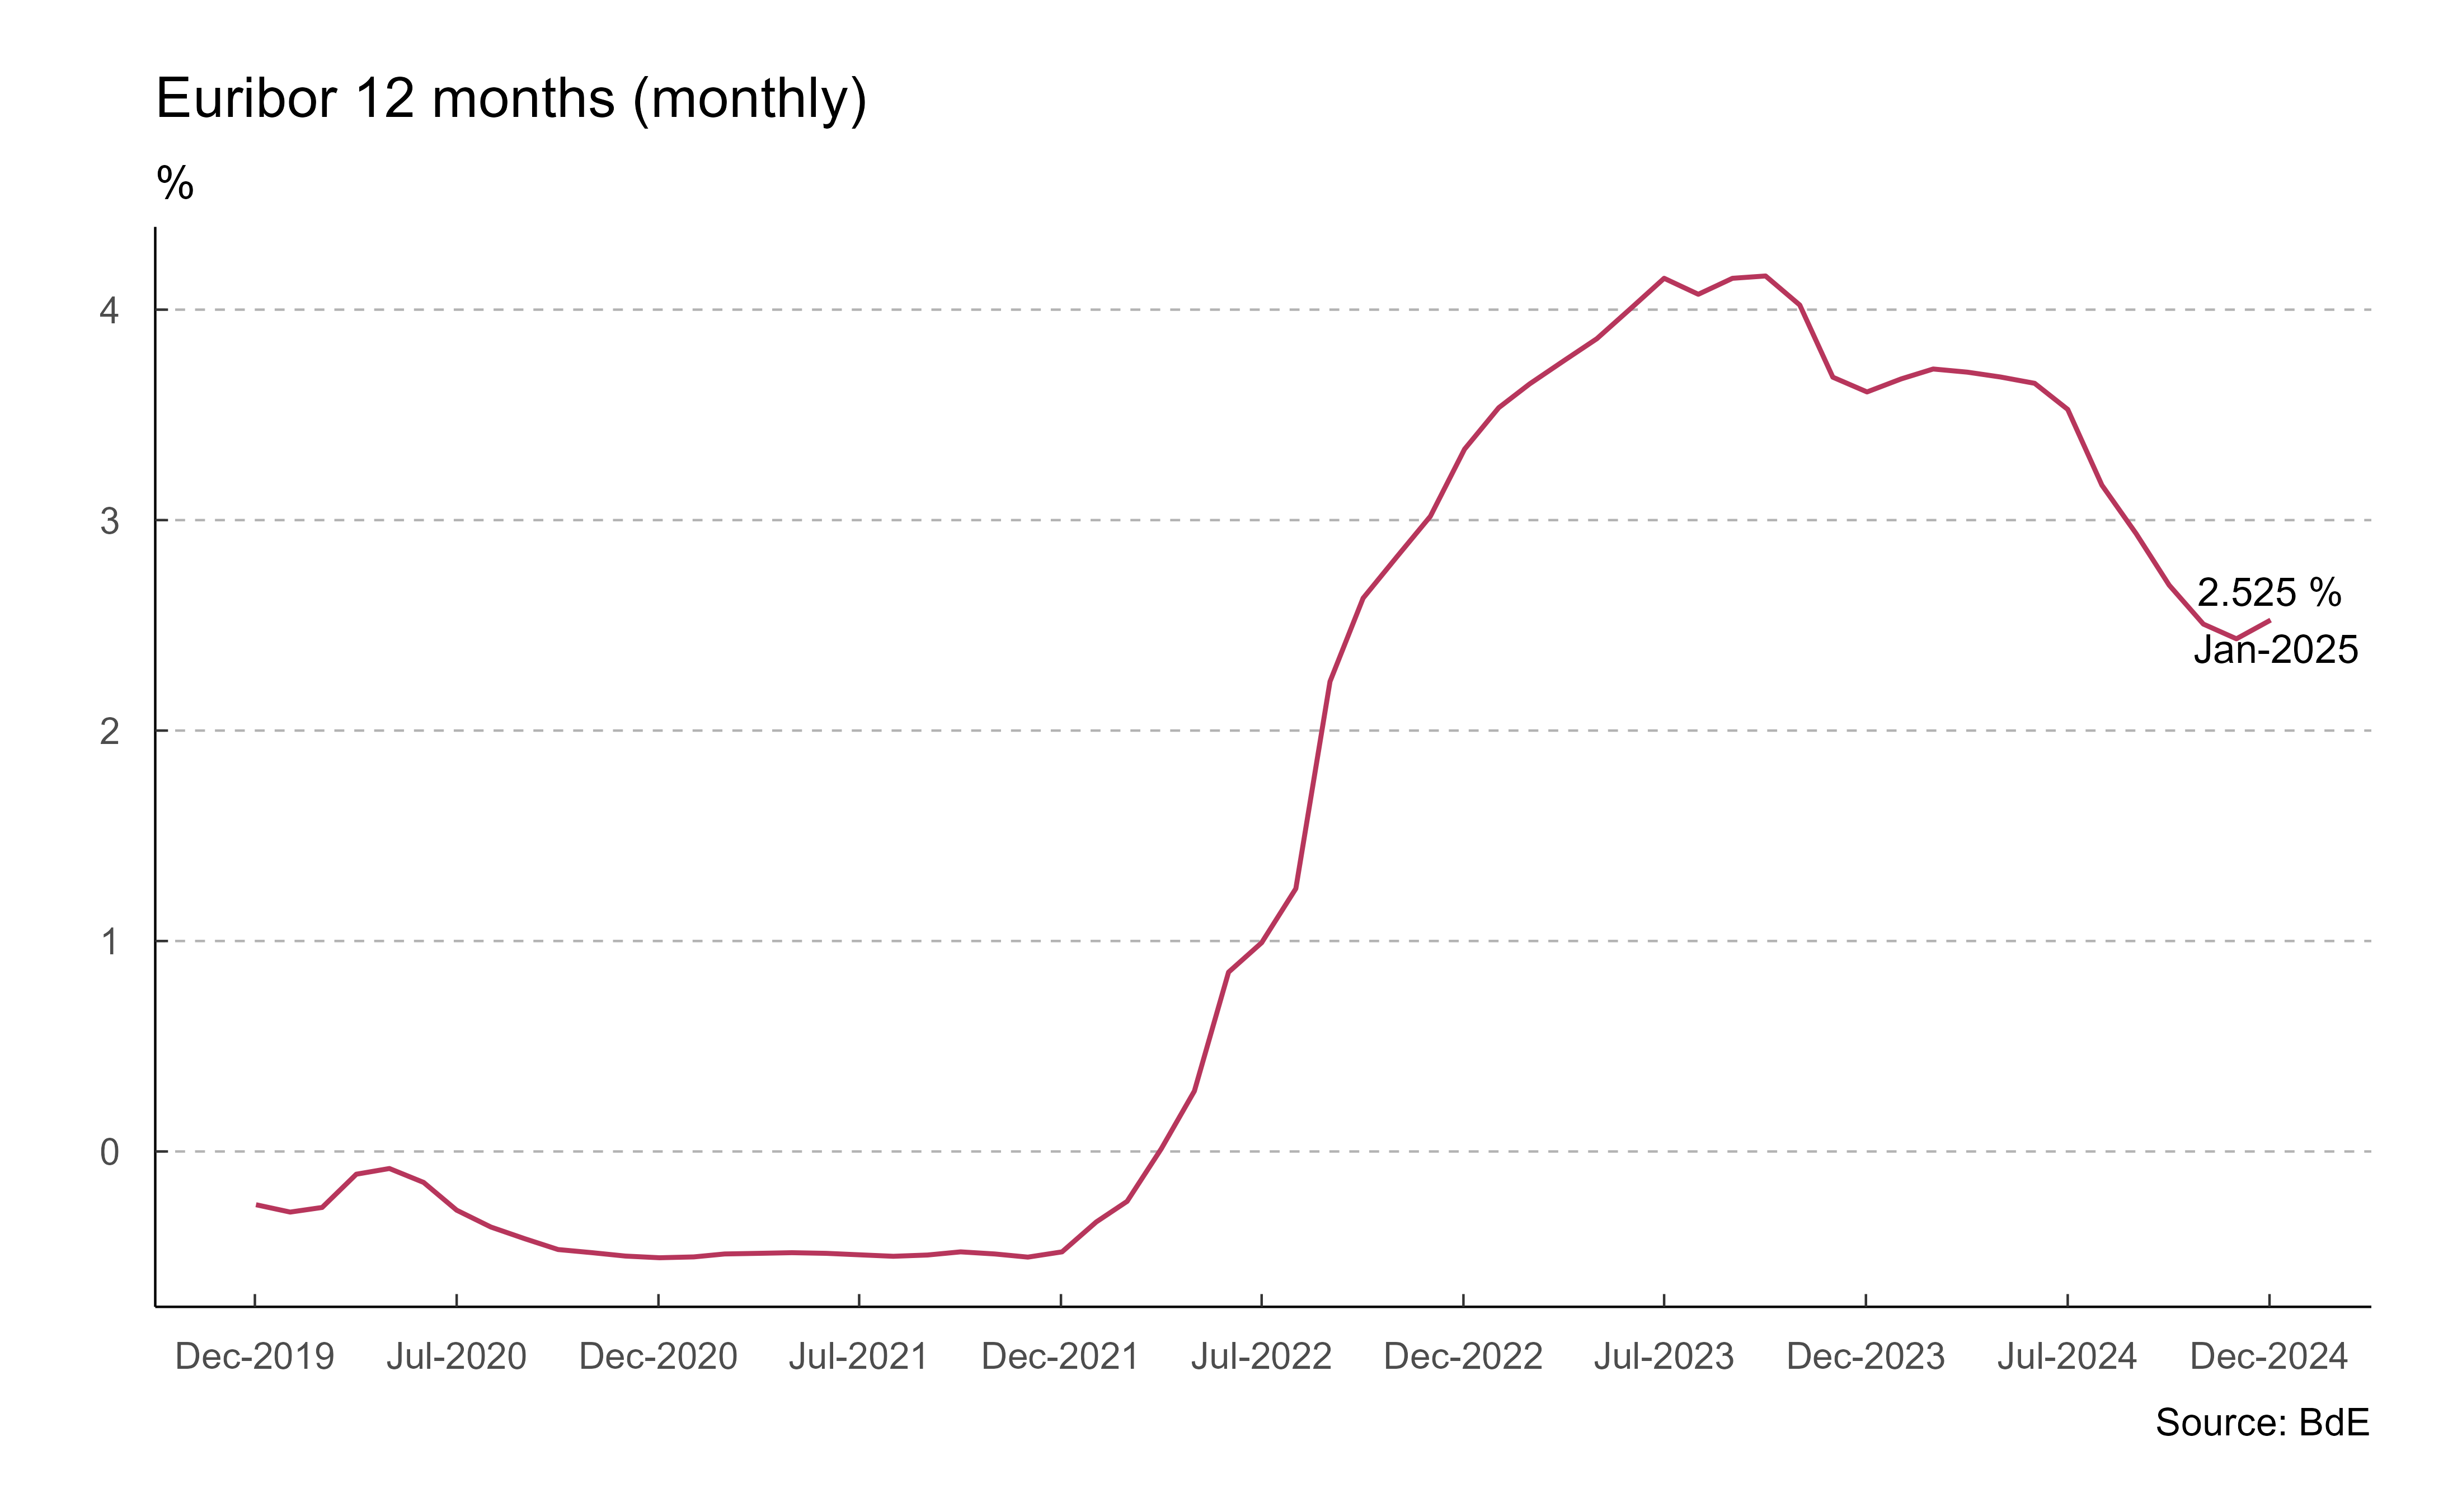 Euribor 12 months (monthly)
%
4
3
2
1
0
2.525 %
Jan-2025
Dec-2019 Jul-2020 Dec-2020 Jul-2021 Dec-2021 Jul-2022 Dec-2022 Jul-2023 Dec-2023 Jul-2024 Dec-2024
Source: BdE